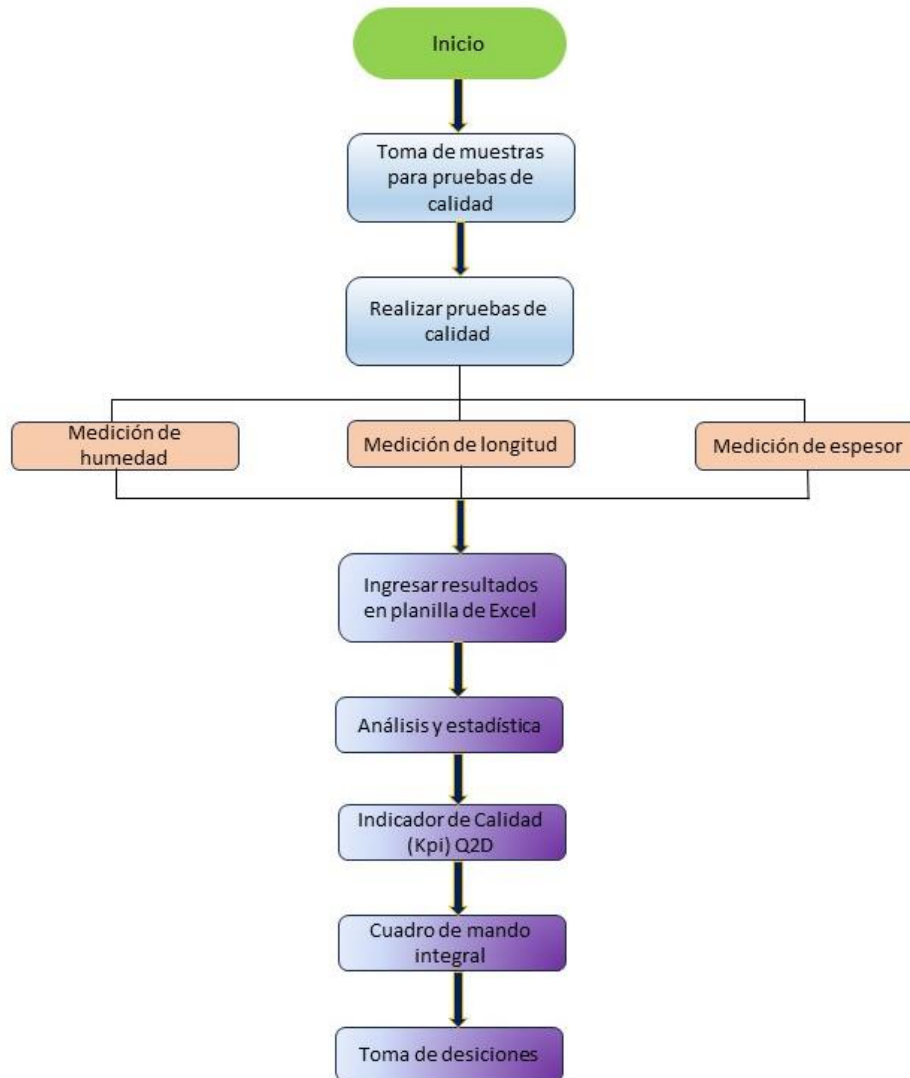 Inicio
Toma de muestras
para pruebas de
calidad
Realizar pruebas de
calidad
Medición de
humedad
Medición de longitud
Medición de espesor
Ingresar resultados
en planilla de Excel
Análisis y estadística
Indicador de Calidad
(Kpi) Q2D
Cuadro de mando
integral
Toma de desiciones